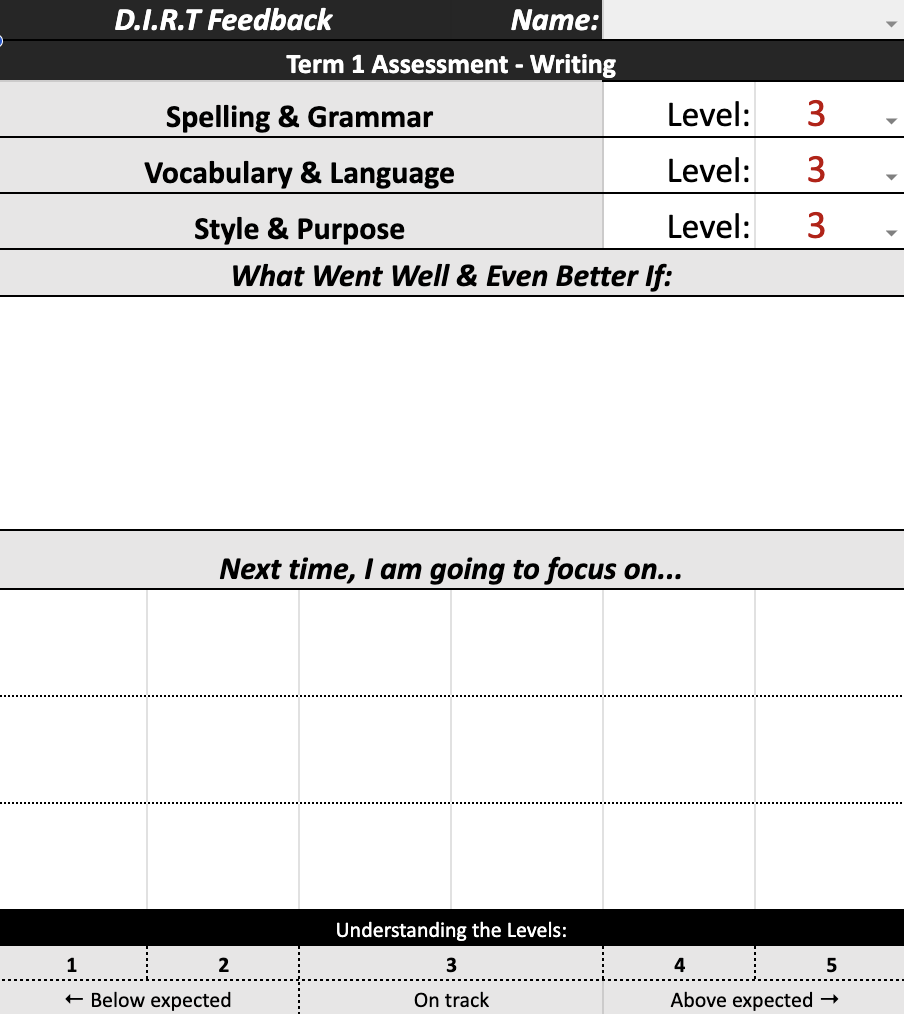 D.I.R.T Feedback Name:
Term 1 Assessment - Writing
Spelling & Grammar Level: 3
Vocabulary & Language Level: 3
Style & Purpose Level: 3
What Went Well & Even Better If:
Next time, I am going to focus on...
Understanding the Levels:
1 2 3 4 5
← Below expected On track Above expected →